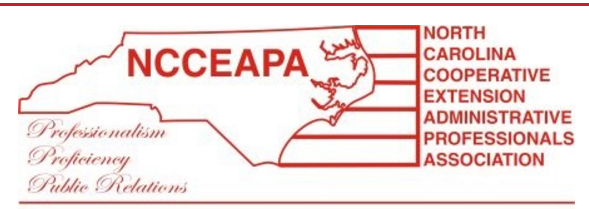 NCCEAPA
NORTH
CAROLINA
COOPERATIVE
EXTENSION
ADMINISTRATIVE
PROFESSIONALS
ASSOCIATION
Professionalism
Proficiency
Public Relations